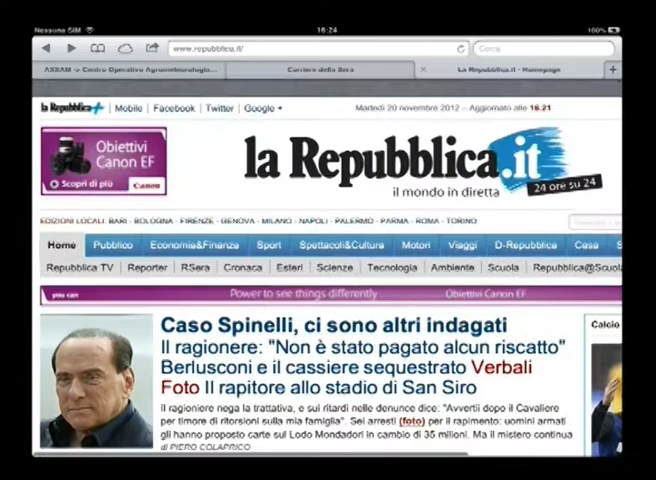 Nessuna SIM
16:24
100%
www.repubblica.it/
Cerca
ASSAM -> Centro Operativo Agrometeorologia...
Corriere della Sera
La Repubblica.it - Homepage
la Repubblica+ Mobile Facebook Twitter Google +
Martedì 20 novembre 2012 – Aggiornato alle 16.21
Obiettivi
Canon EF
Scopri di più
Canon
la Repubblica.it
il mondo in diretta
24 ore su 24
EDIZIONI LOCALI: BARI - BOLOGNA - FIRENZE - GENOVA - MILANO - NAPOLI - PALERMO - PARMA - ROMA - TORINO
Home Pubblico Economia&Finanza Sport Spettacoli&Cultura Motori Viaggi D-Repubblica Casa S
Repubblica TV Reporter RSera Cronaca Esteri Scienze Tecnologia Ambiente Scuola Repubblica@Scuola
you can Power to see things differently Obiettivi Canon EF
Caso Spinelli, ci sono altri indagati
Il ragioniere: "Non è stato pagato alcun riscatto"
Berlusconi e il cassiere sequestrato Verbali
Foto Il rapitore allo stadio di San Siro
Il ragioniere nega la trattativa, e sui ritardi nelle denunce dice: "Avvertii dopo il Cavaliere
per timore di ritorsioni sulla mia famiglia". Sei arresti (foto) per il rapimento: uomini armati
gli hanno proposto carte sul Lodo Mondadori in cambio di 35 milioni. Ma il mistero continua
di PIERO COLAPRICO
Calcio